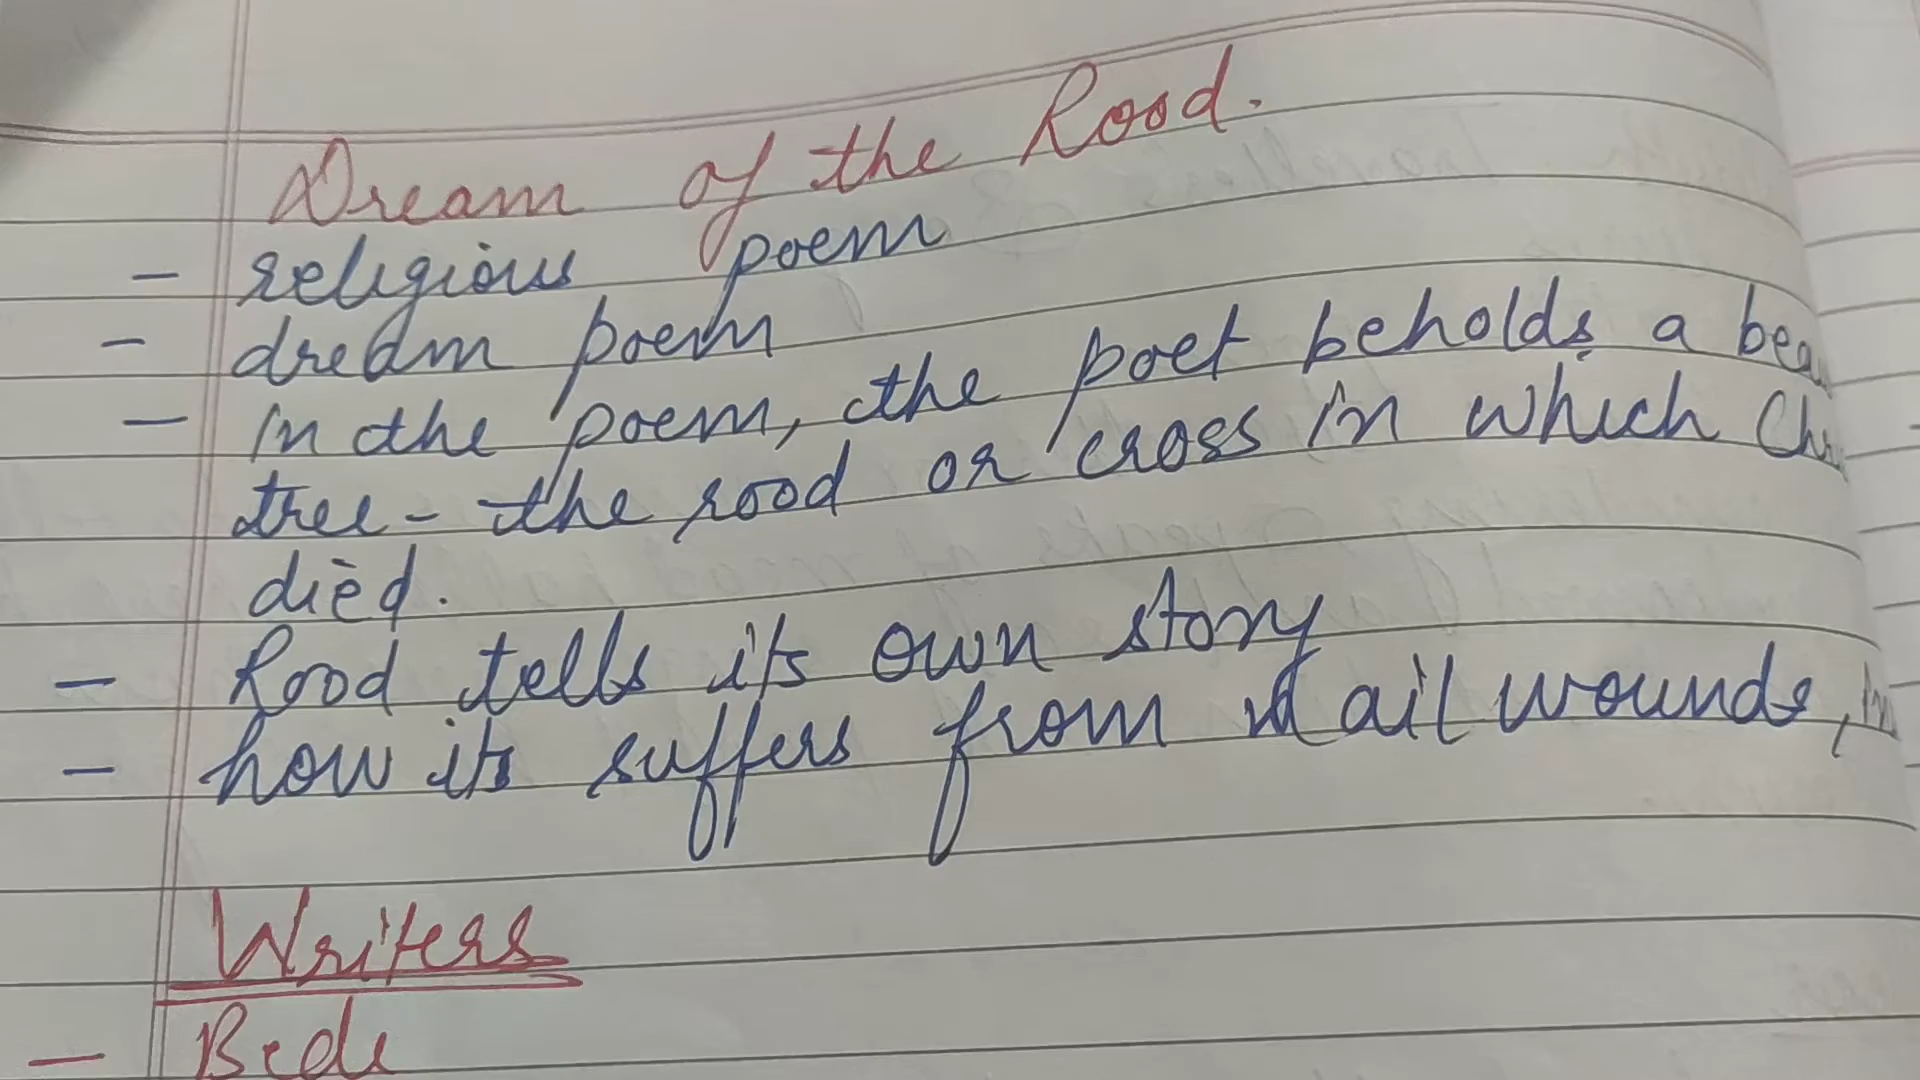 Dream of the Rood.
- religious poem
- dream poem
- in the poem, the poet beholds a
tree - the rood or cross in which
died.
- Rood tells its own story
- how its suffers from nail wounds,
Writers
- Bede